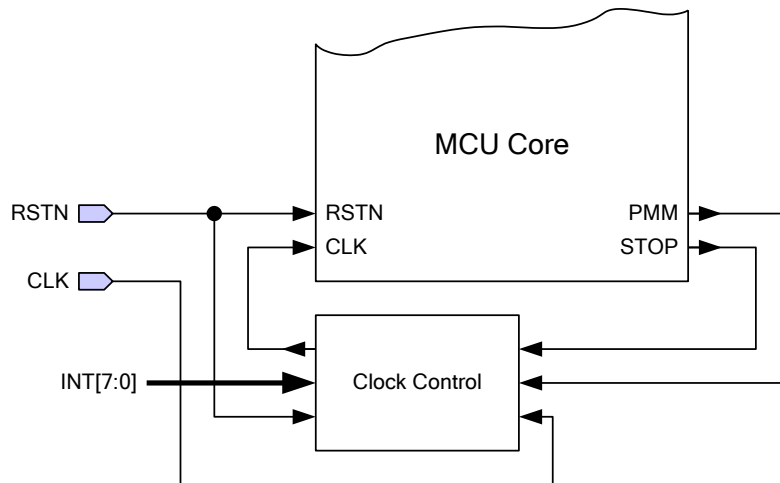 MCU Core
RSTN RSTN PMM
CLK STOP
CLK
INT[7:0] Clock Control